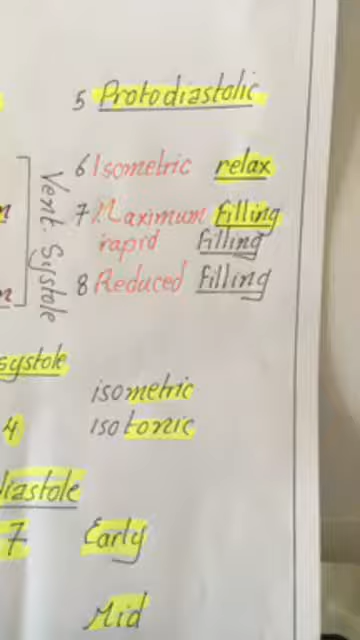 5 Protodiastolic
6 Isometric relax
7 Maximum filling
rapid filling
8 Reduced filling
Vent. Systole
systole
isometric
4 isotonic
diastole
7 Early
Mid